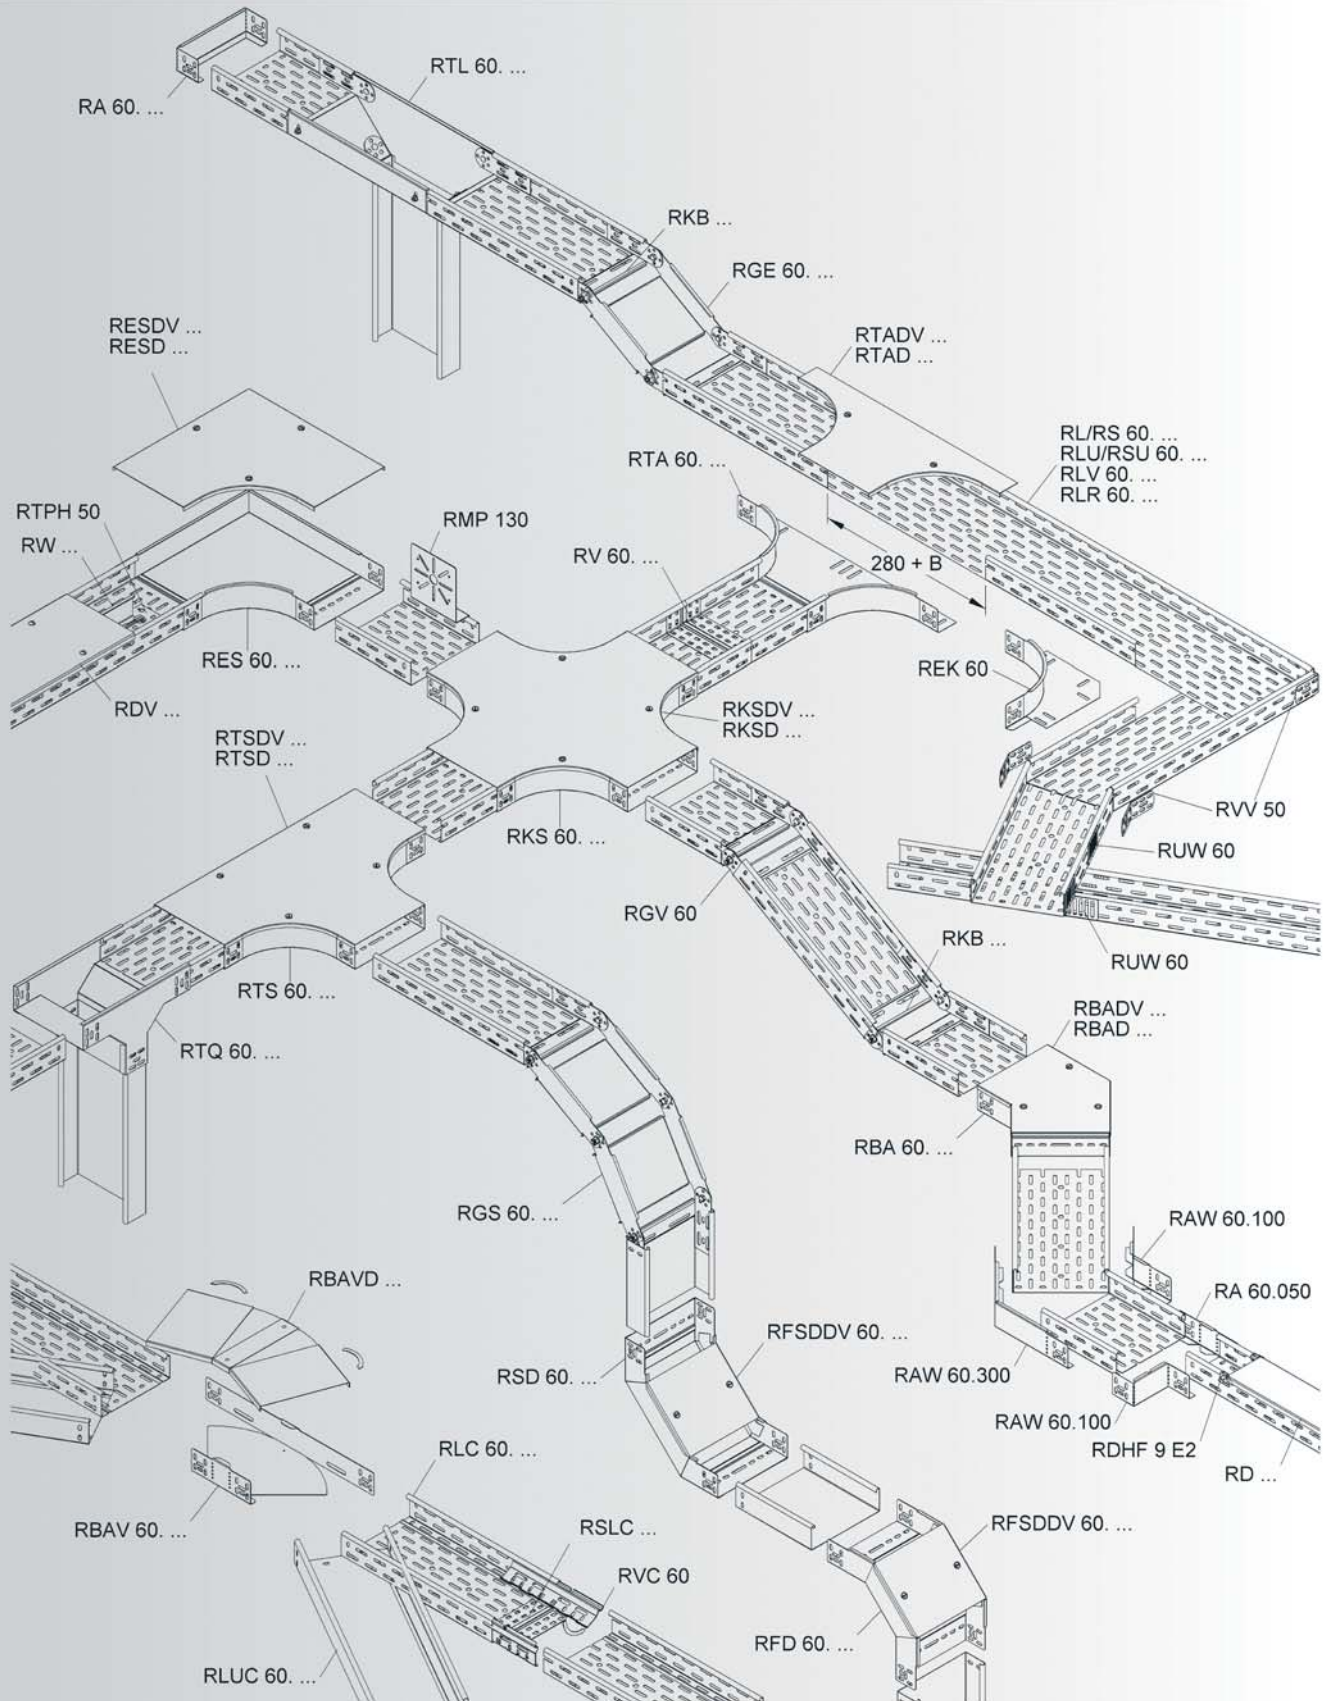 RTL 60. ...
RA 60. ...
RKB ...
RGE 60. ...
RESDV ...
RESD ...
RTADV ...
RTAD ...
RL/RS 60. ...
RLU/RSU 60. ...
RLV 60. ...
RLR 60. ...
RTA 60. ...
RTPH 50
RMP 130
RW ...
RV 60. ...
280 + B
RES 60. ...
REK 60
RDV ...
RKSDV ...
RKSD ...
RTSDV ...
RTSD ...
RVV 50
RKS 60. ...
RUW 60
RGV 60
RKB ...
RUW 60
RTS 60. ...
RBADV ...
RBAD ...
RTQ 60. ...
RBA 60. ...
RGS 60. ...
RAW 60.100
RBAVD ...
RA 60.050
RFSDDV 60. ...
RSD 60. ...
RAW 60.300
RAW 60.100
RDHF 9 E2
RLC 60. ...
RD ...
RBAV 60. ...
RSLC ...
RFSDDV 60. ...
RVC 60
RFD 60. ...
RLUC 60. ...